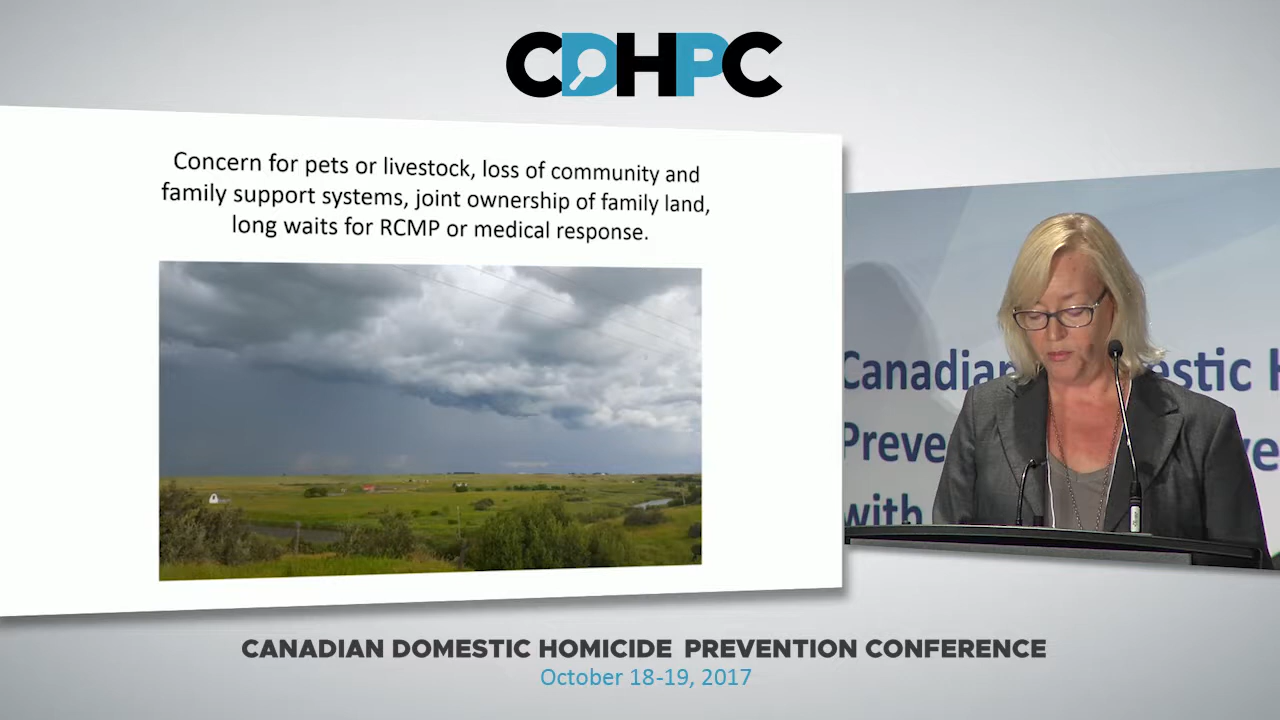 CDHPC
Concern for pets or livestock, loss of community and
family support systems, joint ownership of family land,
long waits for RCMP or medical response.
Canadian estic H
Preve
with
CANADIAN DOMESTIC HOMICIDE PREVENTION CONFERENCE
October 18-19, 2017